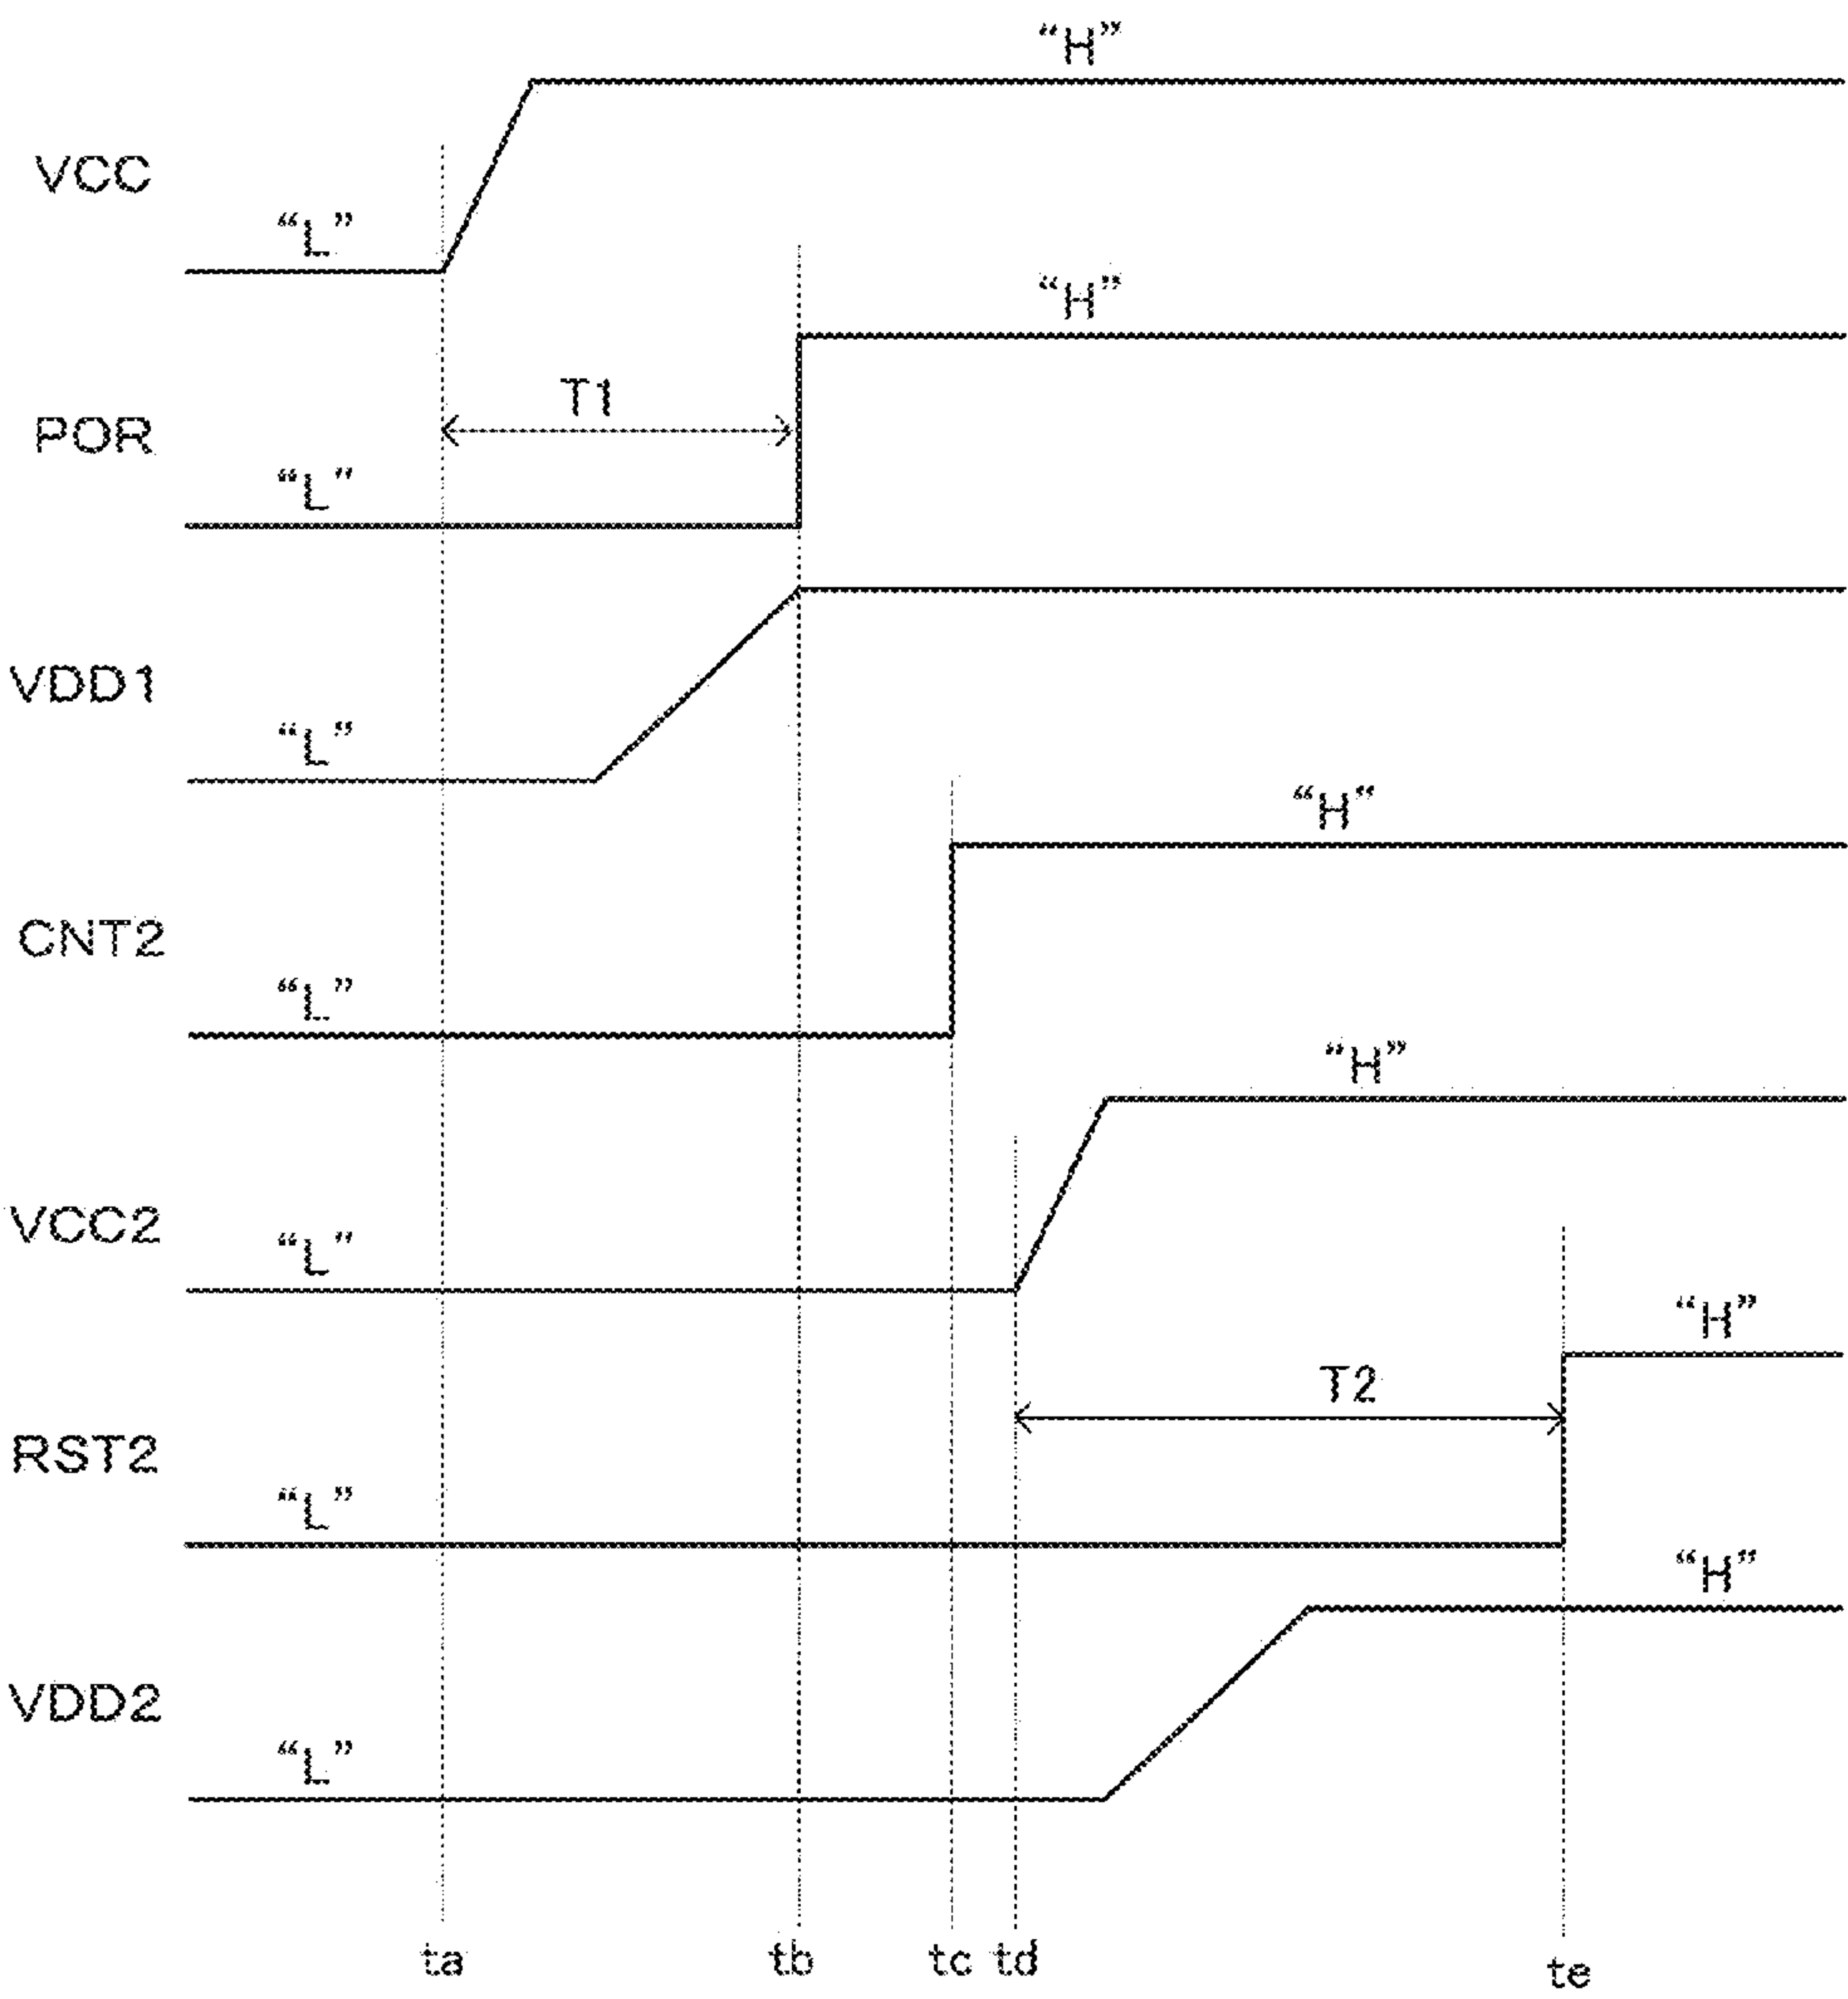 “H”
VCC
“L”
“H”
T1
POR
“L”
VDD1
“L”
“H”
CNT2
“L”
“H”
VCC2
“L”
“H”
T2
RST2
“L”
“H”
VDD2
“L”
ta tb tc td te